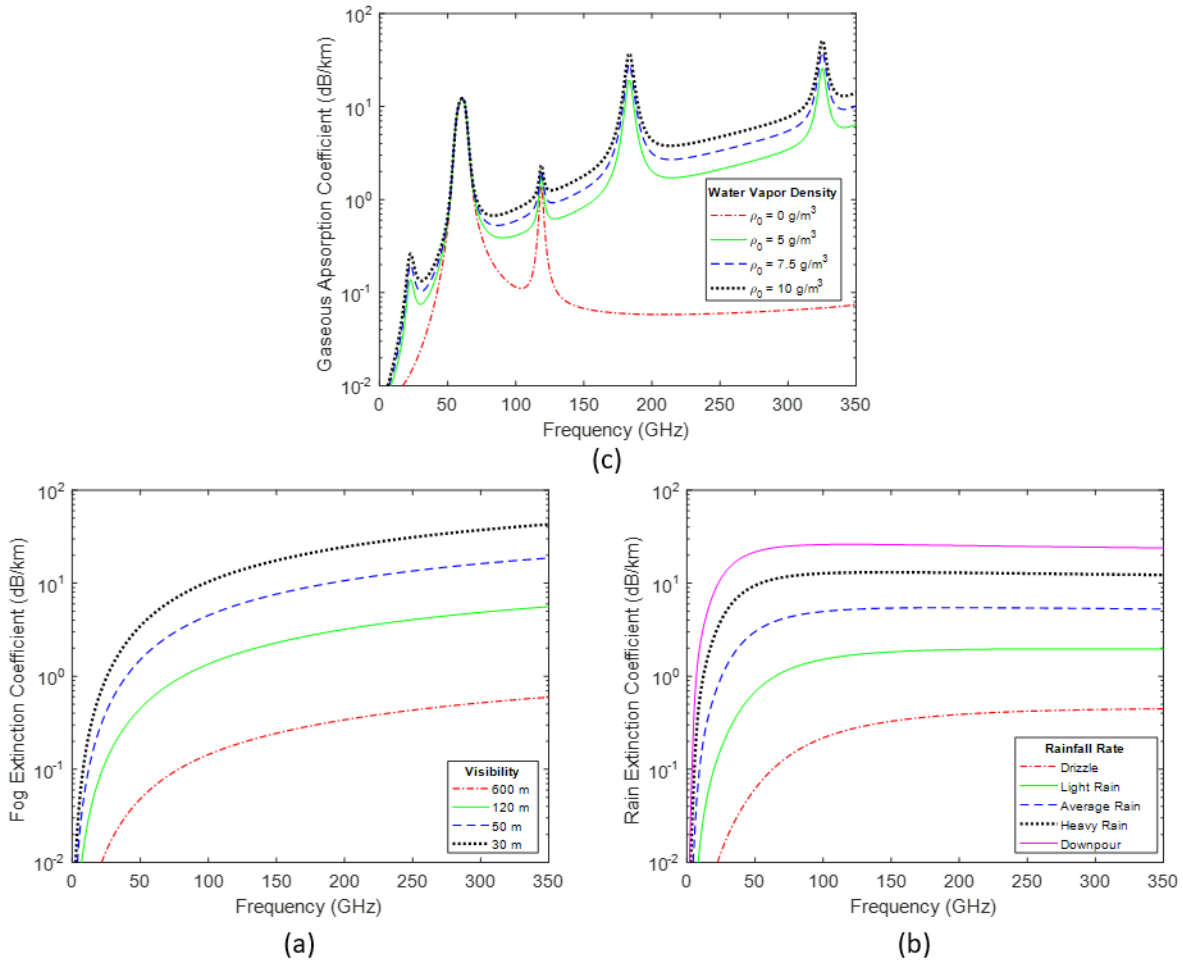 Gaseous Apsorption Coefficient (dB/km)
10²
10¹
10⁰
10⁻¹
10⁻²
Water Vapor Density
ρ₀ = 0 g/m³
ρ₀ = 5 g/m³
ρ₀ = 7.5 g/m³
ρ₀ = 10 g/m³
0 50 100 150 200 250 300 350
Frequency (GHz)
(c)
Fog Extinction Coefficient (dB/km)
10²
10¹
10⁰
10⁻¹
10⁻²
Visibility
600 m
120 m
50 m
30 m
0 50 100 150 200 250 300 350
Frequency (GHz)
(a)
Rain Extinction Coefficient (dB/km)
10²
10¹
10⁰
10⁻¹
10⁻²
Rainfall Rate
Drizzle
Light Rain
Average Rain
Heavy Rain
Downpour
0 50 100 150 200 250 300 350
Frequency (GHz)
(b)